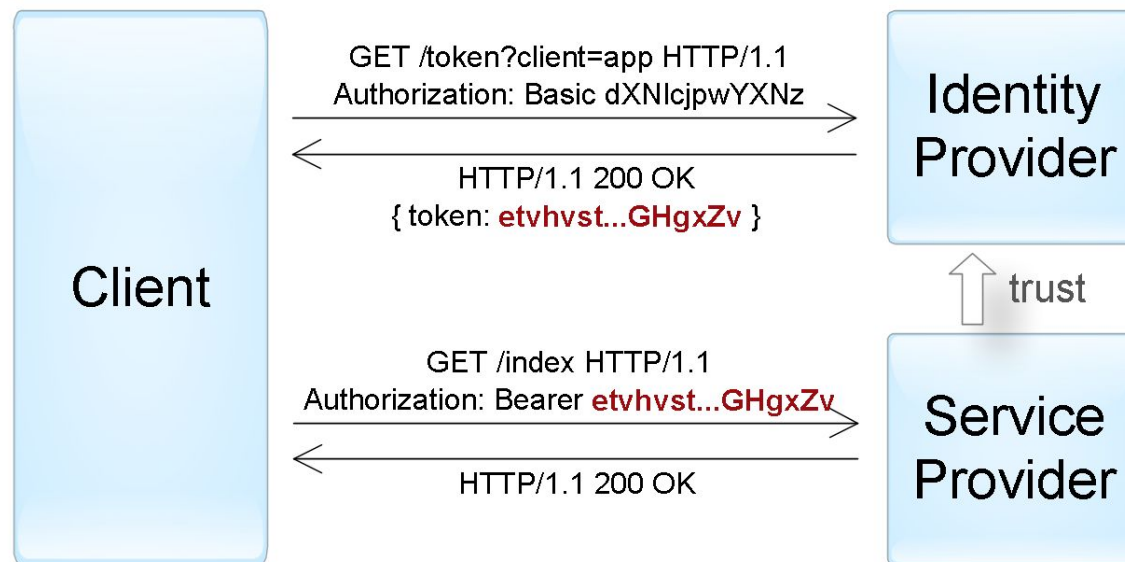 GET /token?client=app HTTP/1.1
Authorization: Basic dXNlcjpwYXNz
Identity
Provider
HTTP/1.1 200 OK
{ token: etvhvst...GHgxZv }
Client
trust
GET /index HTTP/1.1
Authorization: Bearer etvhvst...GHgxZv
Service
Provider
HTTP/1.1 200 OK